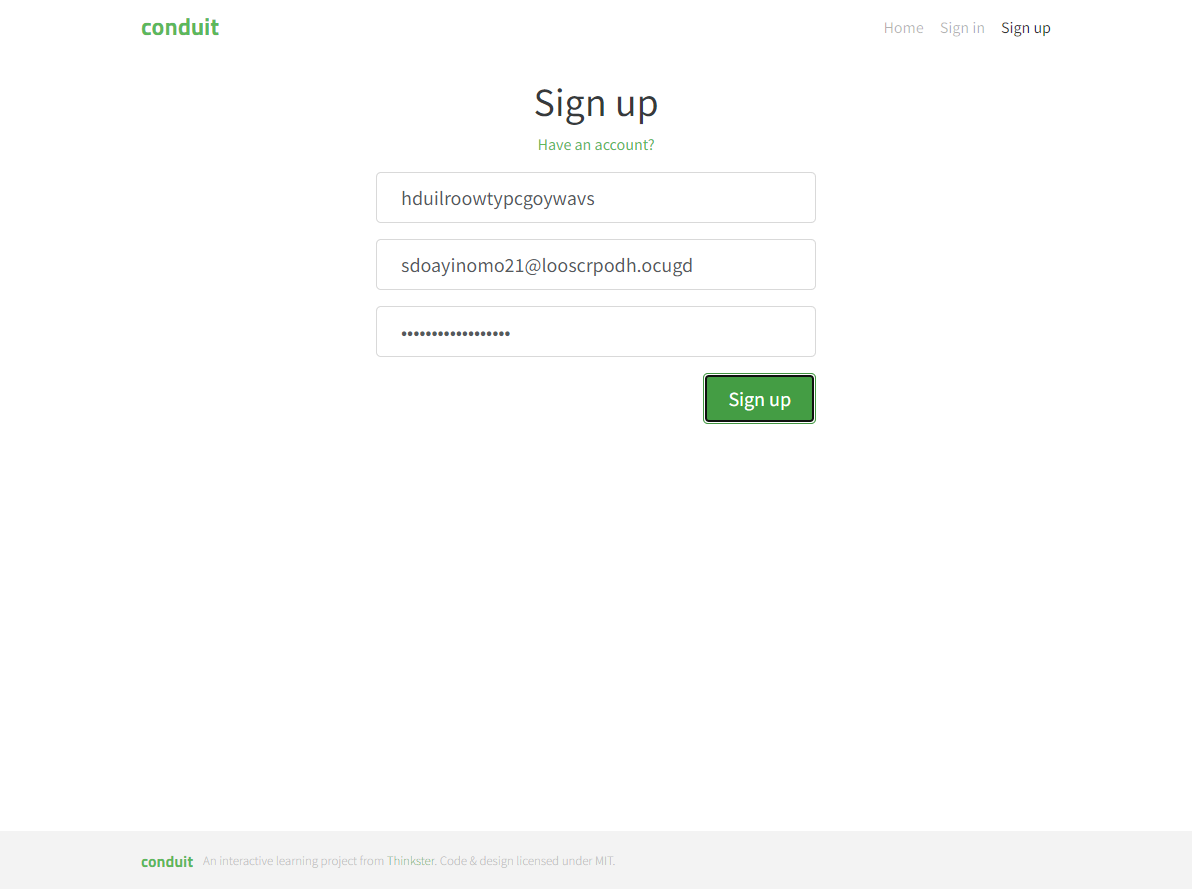 conduit
Home Sign in Sign up
Sign up
Have an account?
hduilroowtypcgoywavs
sdoayinomo21@looscrpodh.ocugd
••••••••••••••••••
Sign up
conduit An interactive learning project from Thinkster. Code & design licensed under MIT.